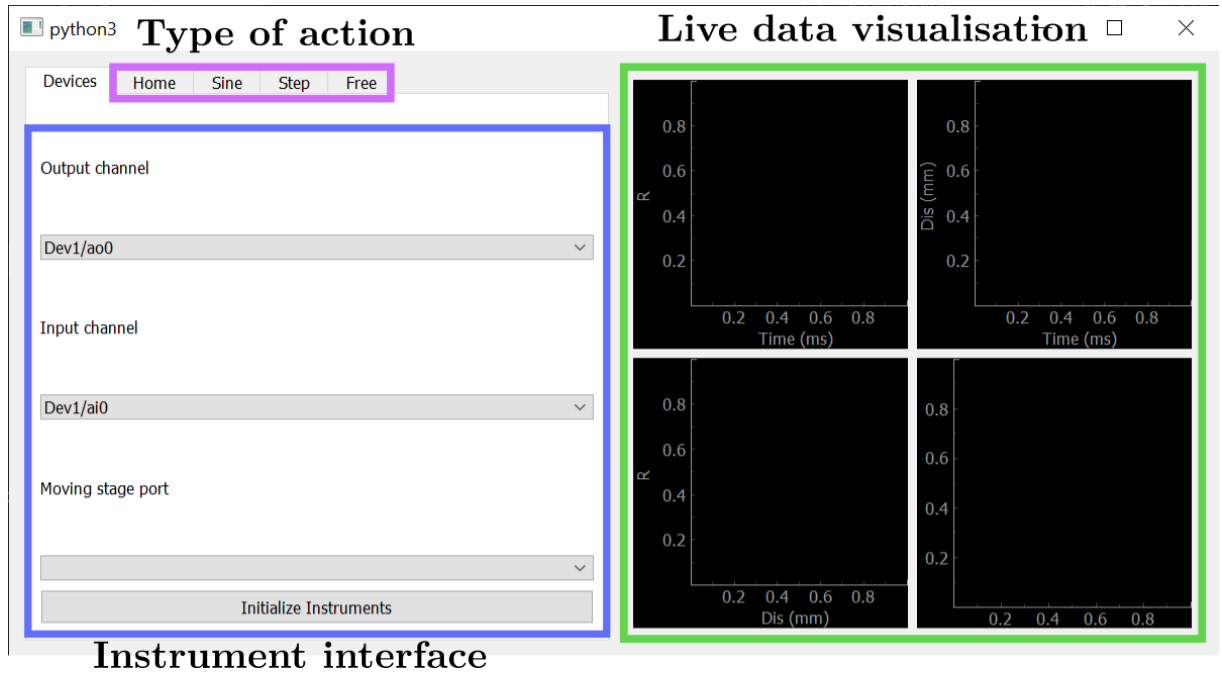 python3
Type of action
Live data visualisation
Devices
Home
Sine
Step
Free
Output channel
Dev1/ao0
Input channel
Dev1/ai0
Moving stage port
Initialize Instruments
Instrument interface
0.8
0.6
0.4
0.2
R
0.2 0.4 0.6 0.8
Time (ms)
0.8
0.6
0.4
0.2
Dis (mm)
0.2 0.4 0.6 0.8
Time (ms)
0.8
0.6
0.4
0.2
R
0.2 0.4 0.6 0.8
Dis (mm)
0.8
0.6
0.4
0.2
0.2 0.4 0.6 0.8